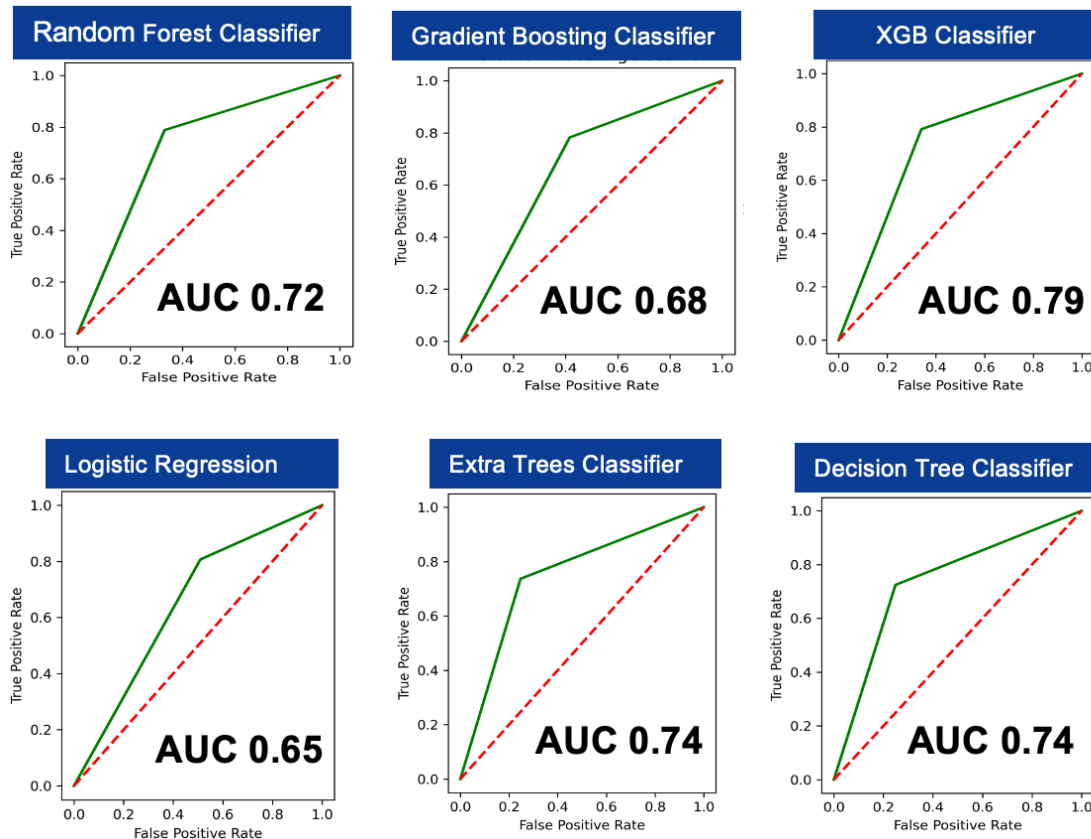 Random Forest Classifier
1.0
0.8
0.6
0.4
0.2
0.0
True Positive Rate
AUC 0.72
0.0 0.2 0.4 0.6 0.8 1.0
False Positive Rate
Gradient Boosting Classifier
1.0
0.8
0.6
0.4
0.2
0.0
True Positive Rate
AUC 0.68
0.0 0.2 0.4 0.6 0.8 1.0
False Positive Rate
XGB Classifier
1.0
0.8
0.6
0.4
0.2
0.0
True Positive Rate
AUC 0.79
0.0 0.2 0.4 0.6 0.8 1.0
False Positive Rate
Logistic Regression
1.0
0.8
0.6
0.4
0.2
0.0
True Positive Rate
AUC 0.65
0.0 0.2 0.4 0.6 0.8 1.0
False Positive Rate
Extra Trees Classifier
1.0
0.8
0.6
0.4
0.2
0.0
True Positive Rate
AUC 0.74
0.0 0.2 0.4 0.6 0.8 1.0
False Positive Rate
Decision Tree Classifier
1.0
0.8
0.6
0.4
0.2
0.0
True Positive Rate
AUC 0.74
0.0 0.2 0.4 0.6 0.8 1.0
False Positive Rate